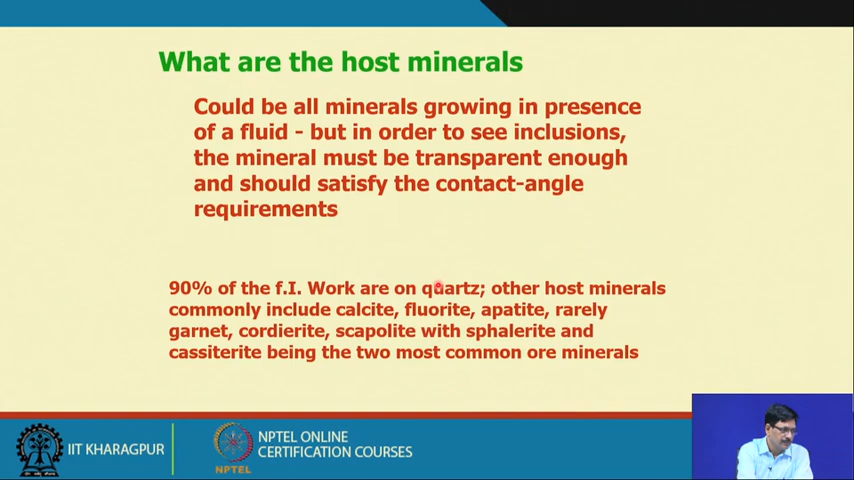 What are the host minerals
Could be all minerals growing in presence
of a fluid - but in order to see inclusions,
the mineral must be transparent enough
and should satisfy the contact-angle
requirements
90% of the f.I. Work are on quartz; other host minerals
commonly include calcite, fluorite, apatite, rarely
garnet, cordierite, scapolite with sphalerite and
cassiterite being the two most common ore minerals
IIT KHARAGPUR
NPTEL
NPTEL ONLINE
CERTIFICATION COURSES